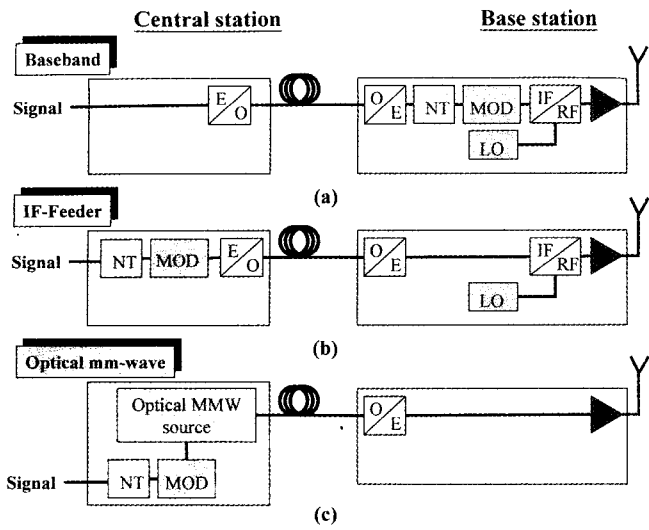 Central station
Base station
Baseband
Signal
E
O
O
E
NT
MOD
IF
RF
LO
(a)
IF-Feeder
Signal
NT
MOD
E
O
O
E
IF
RF
LO
(b)
Optical mm-wave
Optical MMW
source
O
E
Signal
NT
MOD
(c)